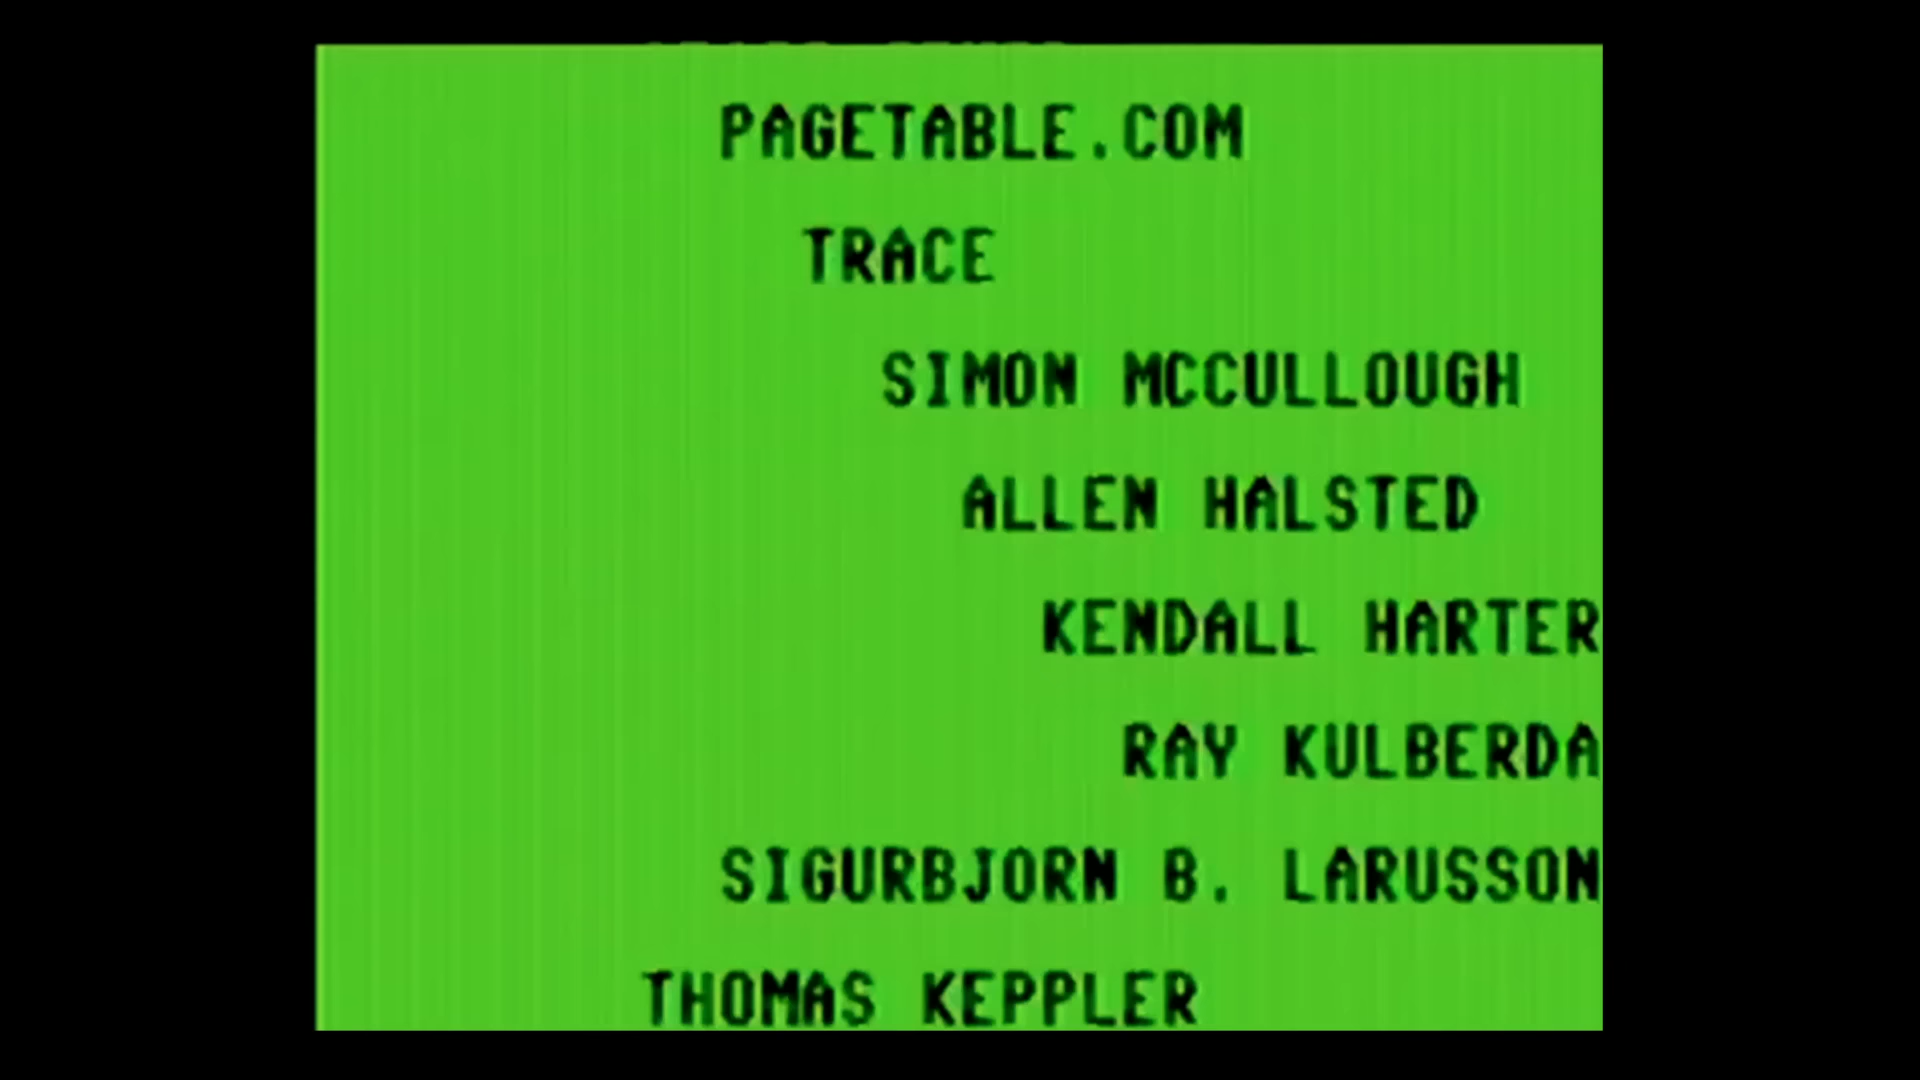 PAGETABLE.COM
TRACE
SIMON MCCULLOUGH
ALLEN HALSTED
KENDALL HARTER
RAY KULBERDA
SIGURBJORN B. LARUSSON
THOMAS KEPPLER